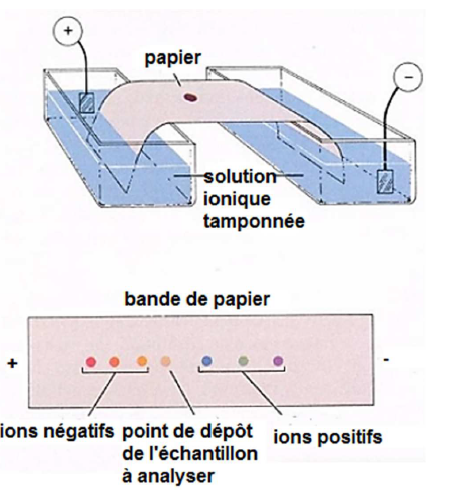 +
papier
−
solution
ionique
tamponnée
bande de papier
+
-
ions négatifs
point de dépôt
de l'échantillon
à analyser
ions positifs